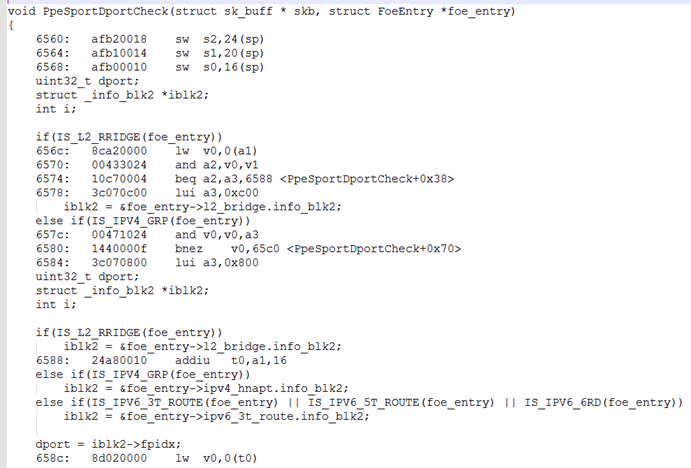 void PpeSportDportCheck(struct sk_buff * skb, struct FoeEntry *foe_entry)
{
6560: afb20018 sw s2,24(sp)
6564: afb10014 sw s1,20(sp)
6568: afb00010 sw s0,16(sp)
uint32_t dport;
struct _info_blk2 *iblk2;
int i;

if(IS_L2_RRIDGE(foe_entry))
656c: 8ca20000 lw v0,0(a1)
6570: 00433024 and a2,v0,v1
6574: 10c70004 beq a2,a3,6588 <PpeSportDportCheck+0x38>
6578: 3c070c00 lui a3,0xc00
iblk2 = &foe_entry->l2_bridge.info_blk2;
else if(IS_IPV4_GRP(foe_entry))
657c: 00471024 and v0,v0,a3
6580: 1440000f bnez v0,65c0 <PpeSportDportCheck+0x70>
6584: 3c070800 lui a3,0x800
uint32_t dport;
struct _info_blk2 *iblk2;
int i;

if(IS_L2_RRIDGE(foe_entry))
iblk2 = &foe_entry->l2_bridge.info_blk2;
6588: 24a80010 addiu t0,a1,16
else if(IS_IPV4_GRP(foe_entry))
iblk2 = &foe_entry->ipv4_hnapt.info_blk2;
else if(IS_IPV6_3T_ROUTE(foe_entry) || IS_IPV6_5T_ROUTE(foe_entry) || IS_IPV6_6RD(foe_entry))
iblk2 = &foe_entry->ipv6_3t_route.info_blk2;

dport = iblk2->fpidx;
658c: 8d020000 lw v0,0(t0)